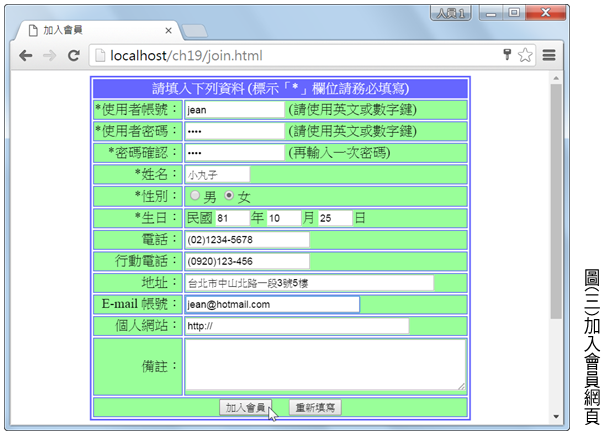 人員 1
加入會員
localhost/ch19/join.html
請填入下列資料 (標示「*」欄位請務必填寫)
*使用者帳號： jean (請使用英文或數字鍵)
*使用者密碼： •••• (請使用英文或數字鍵)
*密碼確認： •••• (再輸入一次密碼)
*姓名： 小丸子
*性別： 男 女
*生日： 民國 81 年 10 月 25 日
電話： (02)1234-5678
行動電話： (0920)123-456
地址： 台北市中山北路一段3號5樓
E-mail 帳號： jean@hotmail.com
個人網站： http://
備註：
加入會員 重新填寫
圖(三)加入會員網頁